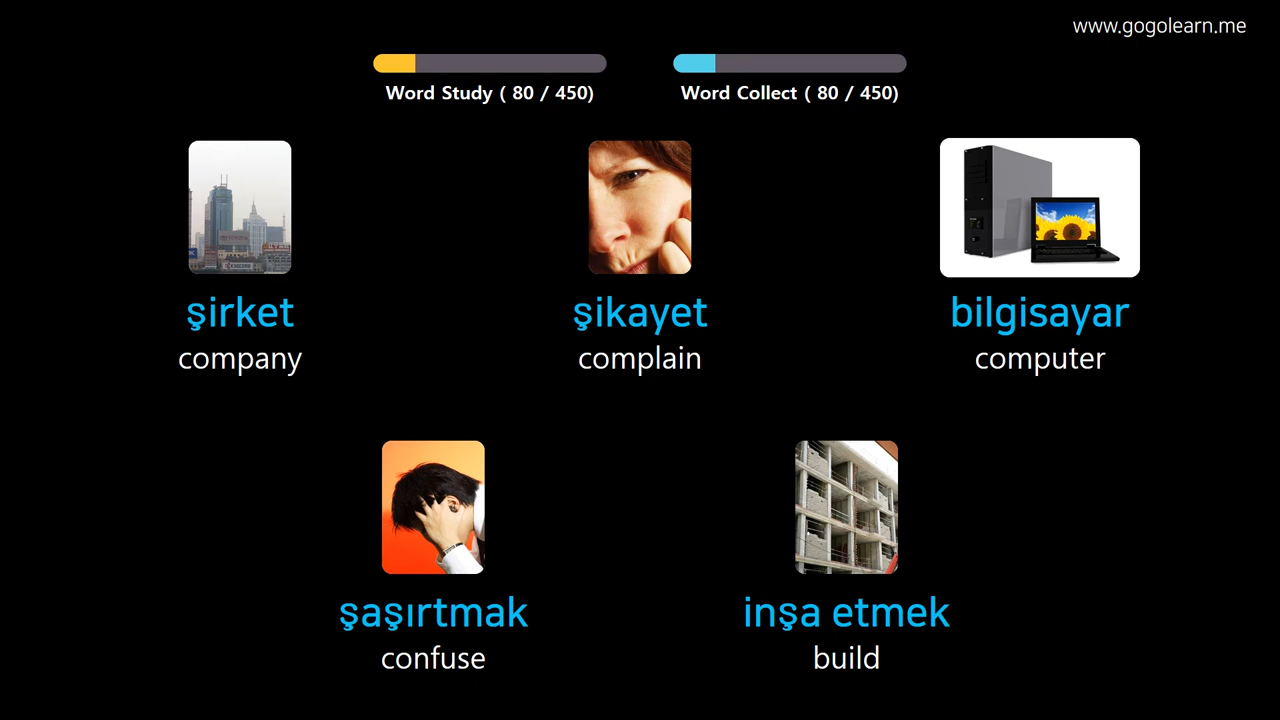 www.gogolearn.me
Word Study ( 80 / 450)
Word Collect ( 80 / 450)
şirket
company
şikayet
complain
bilgisayar
computer
şaşırtmak
confuse
inşa etmek
build